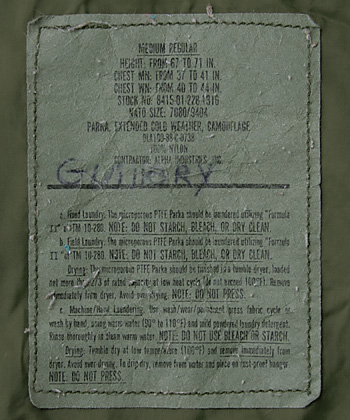 MEDIUM REGULAR
HEIGHT: FROM 67 TO 71 IN.
CHEST MN: FROM 37 TO 41 IN.
CHEST WN: FROM 40 TO 44 IN.
STOCK NO: 8415-01-228-1316
NATO SIZE: 7080/9404
PARKA, EXTENDED COLD WEATHER, CAMOUFLAGE
100% NYLON
CONTRACTOR: ALPHA INDUSTRIES, INC.
a. Hand Laundry: The microporous PTFE Parka should be laundered utilizing "Formula
II" TM 10-280. NOTE: DO NOT STARCH, BLEACH, OR DRY CLEAN.
b. Field Laundry: The microporous PTFE Parka should be laundered utilizing "Formula
II" TM 10-280. NOTE: DO NOT STARCH, BLEACH, OR DRY CLEAN.
Drying: The microporous PTFE Parka should be tumbled in a tumble dryer, loaded
not more than 2/3 of rated capacity at low heat cycle (do not exceed 100°F). Remove
immediately from dryer. Avoid over drying. NOTE: DO NOT PRESS.
c. Machine/Hand Laundering: Use wash/wear/permanent press fabric cycle or
wash by hand, using warm water (90° to 110°F) and mild powdered laundry detergent.
Rinse thoroughly in clean warm water. NOTE: DO NOT USE BLEACH OR STARCH.
Drying: Tumble dry at low temperature (100°F) and remove immediately from
dryer. Avoid over drying. To drip dry, remove from water and place on rust-proof hanger.
NOTE: DO NOT PRESS.